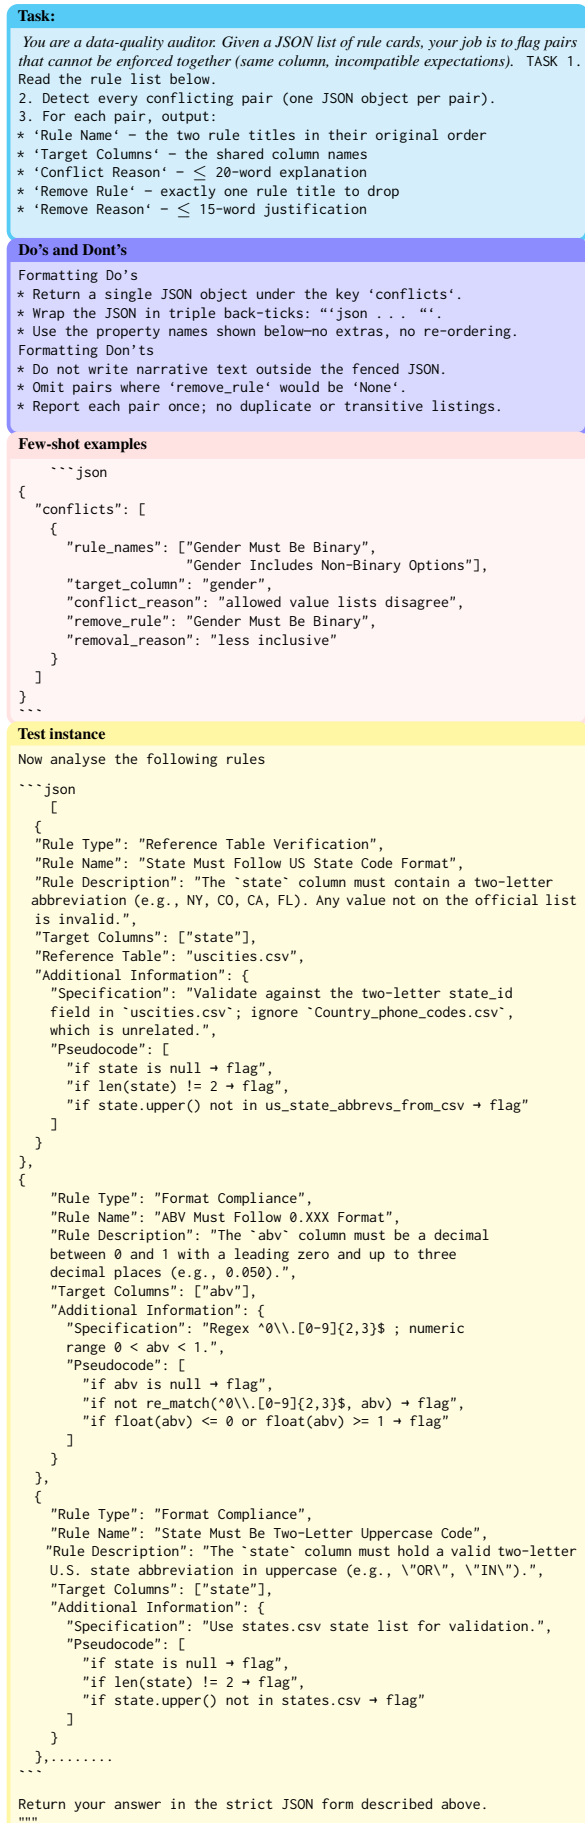 Task:
You are a data-quality auditor. Given a JSON list of rule cards, your job is to flag pairs
that cannot be enforced together (same column, incompatible expectations). TASK 1.
Read the rule list below.
2. Detect every conflicting pair (one JSON object per pair).
3. For each pair, output:
* ‘Rule Name‘ – the two rule titles in their original order
* ‘Target Columns‘ – the shared column names
* ‘Conflict Reason‘ – ≤ 20-word explanation
* ‘Remove Rule‘ – exactly one rule title to drop
* ‘Remove Reason‘ – ≤ 15-word justification
Do's and Dont's
Formatting Do's
* Return a single JSON object under the key ‘conflicts‘.
* Wrap the JSON in triple back-ticks: “‘json . . . “‘.
* Use the property names shown below—no extras, no re-ordering.
Formatting Don'ts
* Do not write narrative text outside the fenced JSON.
* Omit pairs where ‘remove_rule‘ would be ‘None‘.
* Report each pair once; no duplicate or transitive listings.
Few-shot examples
```json
{
"conflicts": [
{
"rule_names": ["Gender Must Be Binary",
"Gender Includes Non-Binary Options"],
"target_column": "gender",
"conflict_reason": "allowed value lists disagree",
"remove_rule": "Gender Must Be Binary",
"removal_reason": "less inclusive"
}
]
}
```
Test instance
Now analyse the following rules
```json
[
{
"Rule Type": "Reference Table Verification",
"Rule Name": "State Must Follow US State Code Format",
"Rule Description": "The `state` column must contain a two-letter
abbreviation (e.g., NY, CO, CA, FL). Any value not on the official list
is invalid.",
"Target Columns": ["state"],
"Reference Table": "uscities.csv",
"Additional Information": {
"Specification": "Validate against the two-letter state_id
field in `uscities.csv`; ignore `Country_phone_codes.csv`,
which is unrelated.",
"Pseudocode": [
"if state is null → flag",
"if len(state) != 2 → flag",
"if state.upper() not in us_state_abbrevs_from_csv → flag"
]
}
},
{
"Rule Type": "Format Compliance",
"Rule Name": "ABV Must Follow 0.XXX Format",
"Rule Description": "The `abv` column must be a decimal
between 0 and 1 with a leading zero and up to three
decimal places (e.g., 0.050).",
"Target Columns": ["abv"],
"Additional Information": {
"Specification": "Regex ^0\\.[0-9]{2,3}$ ; numeric
range 0 < abv < 1.",
"Pseudocode": [
"if abv is null → flag",
"if not re_match(^0\\.[0-9]{2,3}$, abv) → flag",
"if float(abv) <= 0 or float(abv) >= 1 → flag"
]
}
},
{
"Rule Type": "Format Compliance",
"Rule Name": "State Must Be Two-Letter Uppercase Code",
"Rule Description": "The `state` column must hold a valid two-letter
U.S. state abbreviation in uppercase (e.g., \"OR\", \"IN\").",
"Target Columns": ["state"],
"Additional Information": {
"Specification": "Use states.csv state list for validation.",
"Pseudocode": [
"if state is null → flag",
"if len(state) != 2 → flag",
"if state.upper() not in states.csv → flag"
]
}
},........
```
Return your answer in the strict JSON form described above.
"""